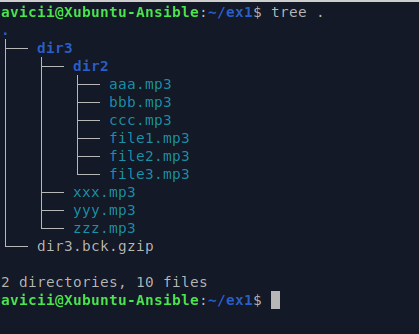 avicii@Xubuntu-Ansible:~/ex1$ tree .
.
├── dir3
│   ├── dir2
│   │   ├── aaa.mp3
│   │   ├── bbb.mp3
│   │   ├── ccc.mp3
│   │   ├── file1.mp3
│   │   ├── file2.mp3
│   │   └── file3.mp3
│   ├── xxx.mp3
│   ├── yyy.mp3
│   └── zzz.mp3
└── dir3.bck.gzip
2 directories, 10 files
avicii@Xubuntu-Ansible:~/ex1$